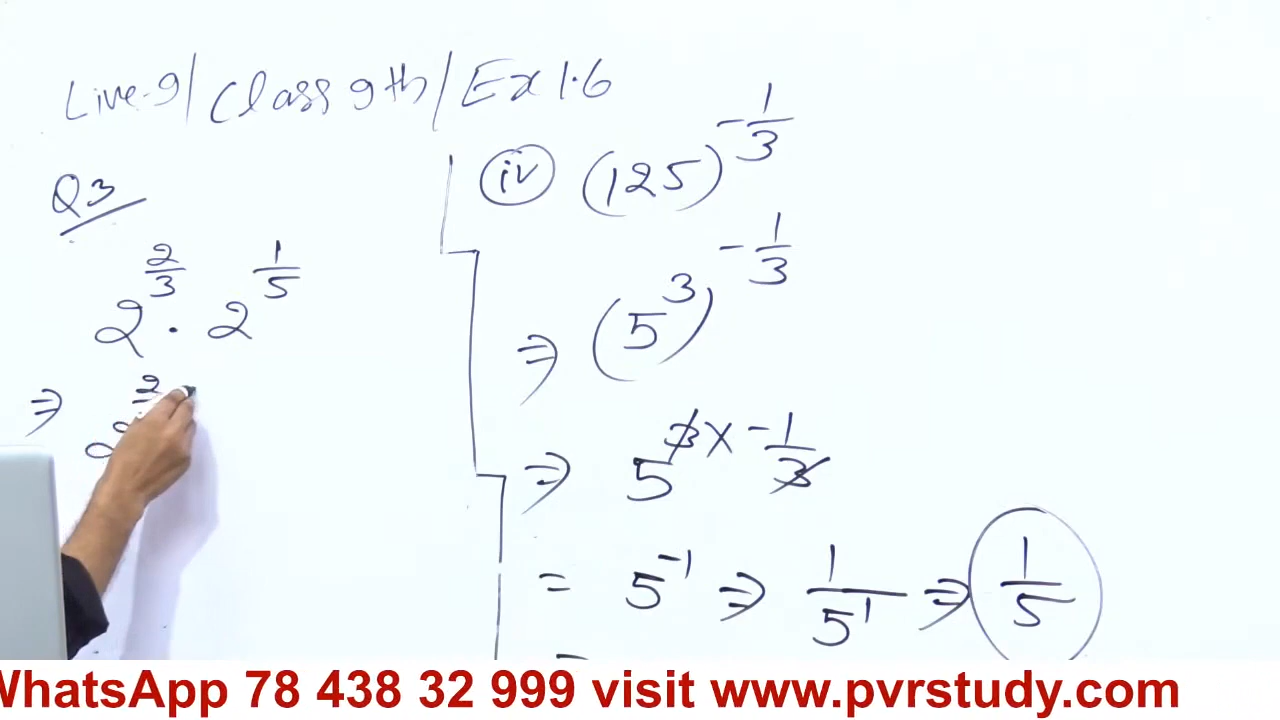 Live-9/Class 9th/Ex 1.6
Q3
2^(2/3) · 2^(1/5)
⇒ 2^(2
(iv) (125)^(-1/3)
⇒ (5^3)^(-1/3)
⇒ 5^(3 × -1/3)
= 5^-1 ⇒ 1/5^1 ⇒ 1/5
WhatsApp 78 438 32 999 visit www.pvrstudy.com